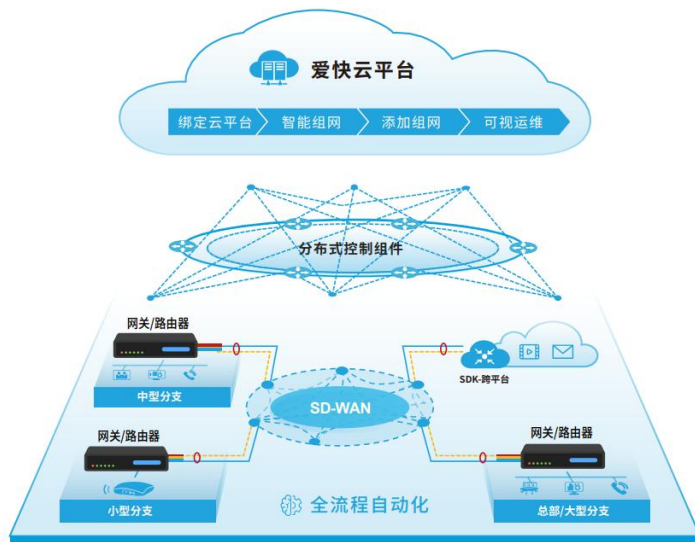 爱快云平台
绑定云平台 智能组网 添加组网 可视运维
分布式控制组件
网关/路由器
中型分支
SDK-跨平台
SD-WAN
网关/路由器
小型分支
网关/路由器
总部/大型分支
全流程自动化